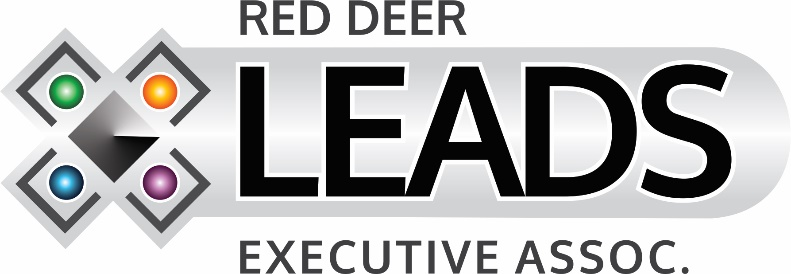 RED DEER
LEADS
EXECUTIVE ASSOC.